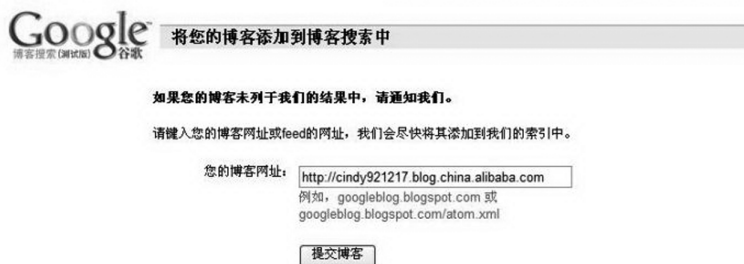 Google 谷歌
博客搜索(测试版)
将您的博客添加到博客搜索中
如果您的博客未列于我们的结果中，请通知我们。
请键入您的博客网址或feed的网址，我们会尽快将其添加到我们的索引中。
您的博客网址： http://cindy921217.blog.china.alibaba.com
例如，googleblog.blogspot.com 或
googleblog.blogspot.com/atom.xml
提交博客